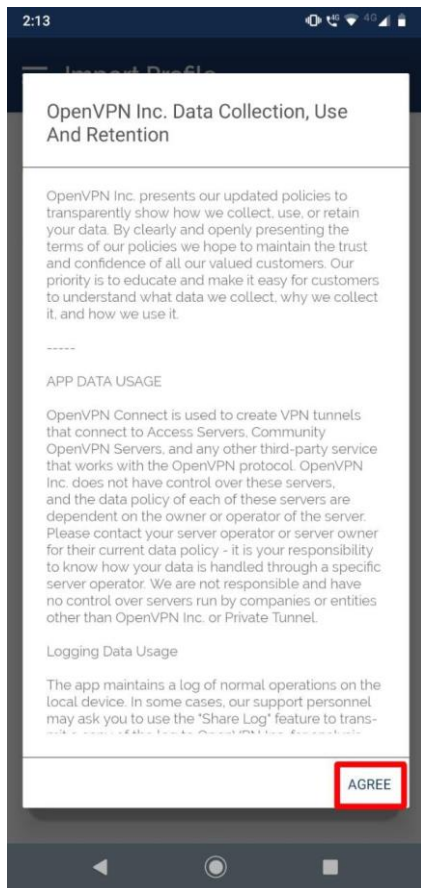 2:13
4G
4G
OpenVPN Inc. Data Collection, Use
And Retention
OpenVPN Inc. presents our updated policies to
transparently show how we collect, use, or retain
your data. By clearly and openly presenting the
terms of our policies we hope to maintain the trust
and confidence of all our valued customers. Our
priority is to educate and make it easy for customers
to understand what data we collect, why we collect
it, and how we use it.
-----
APP DATA USAGE
OpenVPN Connect is used to create VPN tunnels
that connect to Access Servers, Community
OpenVPN Servers, and any other third-party service
that works with the OpenVPN protocol. OpenVPN
Inc. does not have control over these servers,
and the data policy of each of these servers are
dependent on the owner or operator of the server.
Please contact your server operator or server owner
for their current data policy - it is your responsibility
to know how your data is handled through a specific
server operator. We are not responsible and have
no control over servers run by companies or entities
other than OpenVPN Inc. or Private Tunnel.
Logging Data Usage
The app maintains a log of normal operations on the
local device. In some cases, our support personnel
may ask you to use the "Share Log" feature to trans-
AGREE